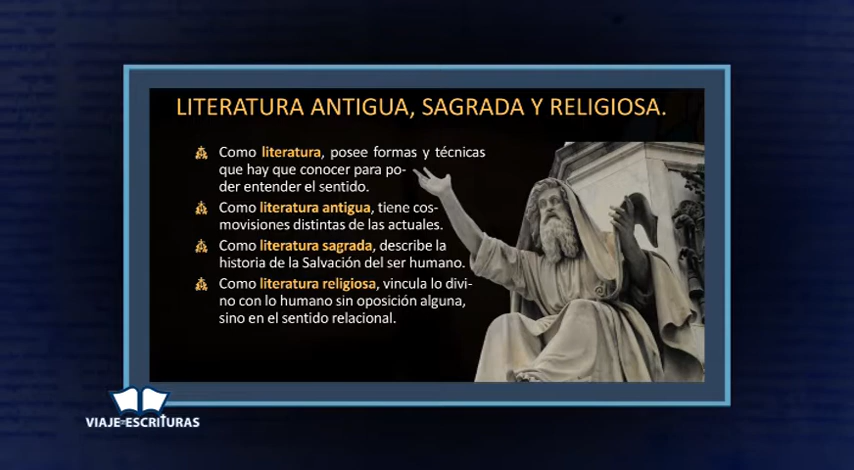 LITERATURA ANTIGUA, SAGRADA Y RELIGIOSA.
Como literatura, posee formas y técnicas
que hay que conocer para po-
der entender el sentido.
Como literatura antigua, tiene cos-
movisiones distintas de las actuales.
Como literatura sagrada, describe la
historia de la Salvación del ser humano.
Como literatura religiosa, vincula lo divi-
no con lo humano sin oposición alguna,
sino en el sentido relacional.
VIAJE ESCRITURAS